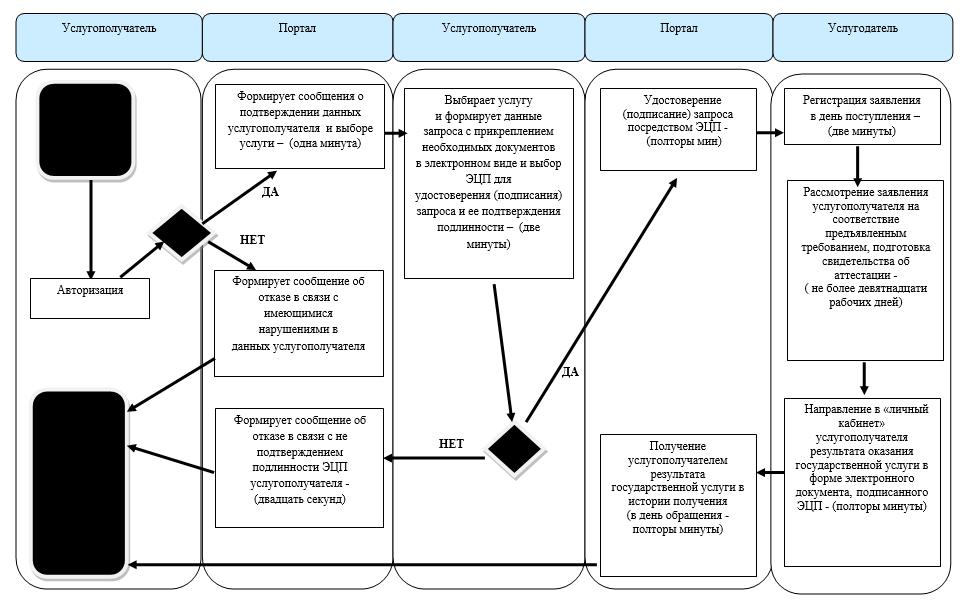 Услугополучатель
Портал
Услугополучатель
Портал
Услугодатель
Авторизация
ДА
НЕТ
Формирует сообщения о
подтверждении данных
услугополучателя и выборе
услуги – (одна минута)
Формирует сообщение об
отказе в связи с
имеющимися
нарушениями в
данных услугополучателя
Формирует сообщение об
отказе в связи с не
подтверждением
подлинности ЭЦП
услугополучателя -
(двадцать секунд)
Выбирает услугу
и формирует данные
запроса с прикреплением
необходимых документов
в электронном виде и выбор
ЭЦП для
удостоверения (подписания)
запроса и ее подтверждения
подлинности – (две
минуты)
НЕТ
ДА
Удостоверение
(подписание) запроса
посредством ЭЦП -
(полторы мин)
Получение
услугополучателем
результата
государственной услуги в
истории получения
(в день обращения -
полторы минуты)
Регистрация заявления
в день поступления –
(две минуты)
Рассмотрение заявления
услугополучателя на
соответствие
предъявленным
требованием, подготовка
свидетельства об
аттестации -
( не более девятнадцати
рабочих дней)
Направление в «личный
кабинет»
услугополучателя
результата оказания
государственной услуги в
форме электронного
документа, подписанного
ЭЦП - (полторы минуты)